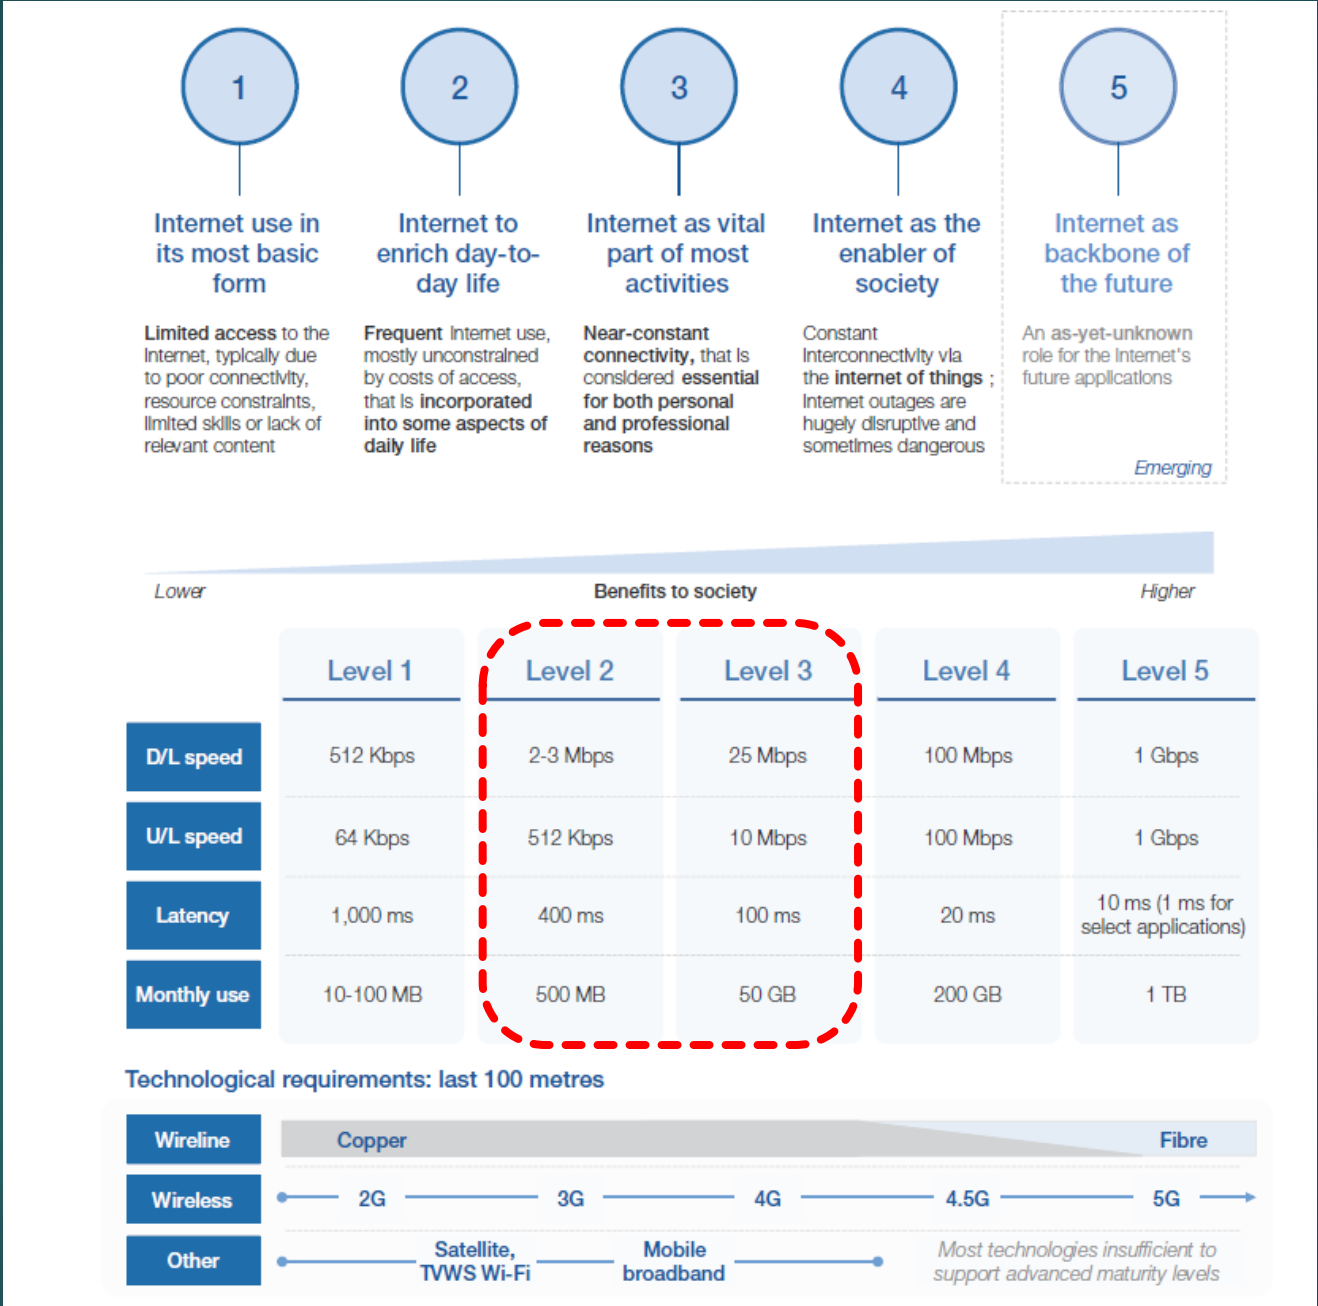 1
2
3
4
5
Internet use in
its most basic
form
Internet to
enrich day-to-
day life
Internet as vital
part of most
activities
Internet as the
enabler of
society
Internet as
backbone of
the future
Limited access to the
Internet, typically due
to poor connectivity,
resource constraints,
limited skills or lack of
relevant content
Frequent Internet use,
mostly unconstrained
by costs of access,
that is incorporated
into some aspects of
daily life
Near-constant
connectivity, that is
considered essential
for both personal
and professional
reasons
Constant
Interconnectivity via
the internet of things ;
Internet outages are
hugely disruptive and
sometimes dangerous
An as-yet-unknown
role for the Internet's
future applications
Emerging
Lower Benefits to society Higher
Level 1 Level 2 Level 3 Level 4 Level 5
D/L speed 512 Kbps 2-3 Mbps 25 Mbps 100 Mbps 1 Gbps
U/L speed 64 Kbps 512 Kbps 10 Mbps 100 Mbps 1 Gbps
Latency 1,000 ms 400 ms 100 ms 20 ms 10 ms (1 ms for
select applications)
Monthly use 10-100 MB 500 MB 50 GB 200 GB 1 TB
Technological requirements: last 100 metres
Wireline Copper Fibre
Wireless 2G 3G 4G 4.5G 5G
Other
Satellite,
TVWS Wi-Fi
Mobile
broadband
Most technologies insufficient to
support advanced maturity levels